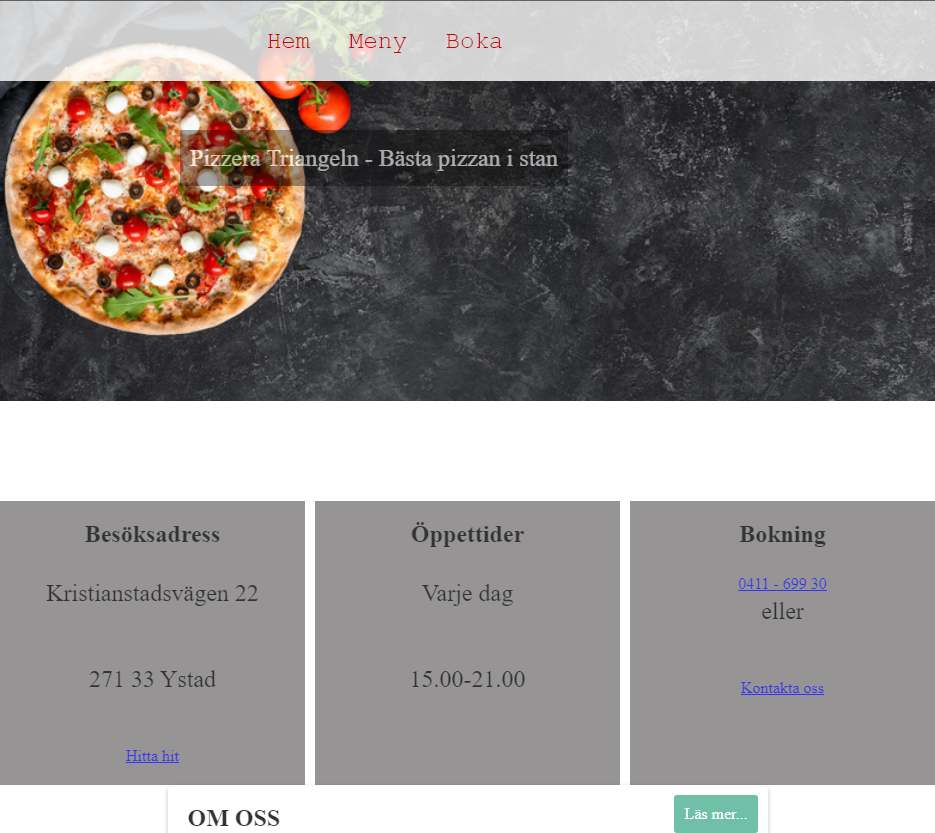 Hem Meny Boka
Pizzera Triangeln - Bästa pizzan i stan
Besöksadress
Kristianstadsvägen 22
271 33 Ystad
Hitta hit
Öppettider
Varje dag
15.00-21.00
Bokning
0411 - 699 30
eller
Kontakta oss
OM OSS
Läs mer...